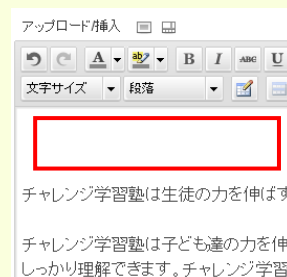 アップロード/挿入
A ab B I ABC U
文字サイズ 段落
チャレンジ学習塾は生徒の力を伸ばす
チャレンジ学習塾は子ども達の力を伸
しっかり理解できます。チャレンジ学習